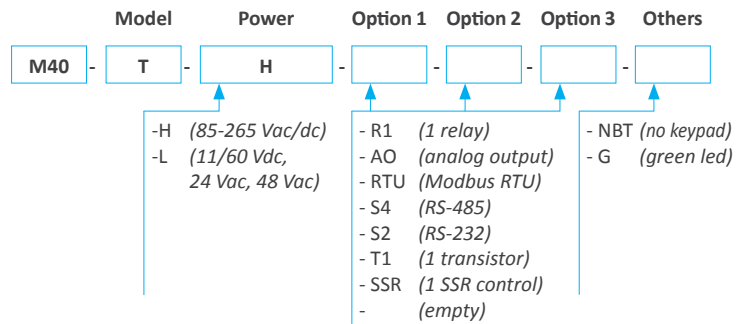 Model Power Option 1 Option 2 Option 3 Others
M40 - T - H - - - -
-H (85-265 Vac/dc)
-L (11/60 Vdc,
24 Vac, 48 Vac)
- R1 (1 relay)
- AO (analog output)
- RTU (Modbus RTU)
- S4 (RS-485)
- S2 (RS-232)
- T1 (1 transistor)
- SSR (1 SSR control)
- (empty)
- NBT (no keypad)
- G (green led)